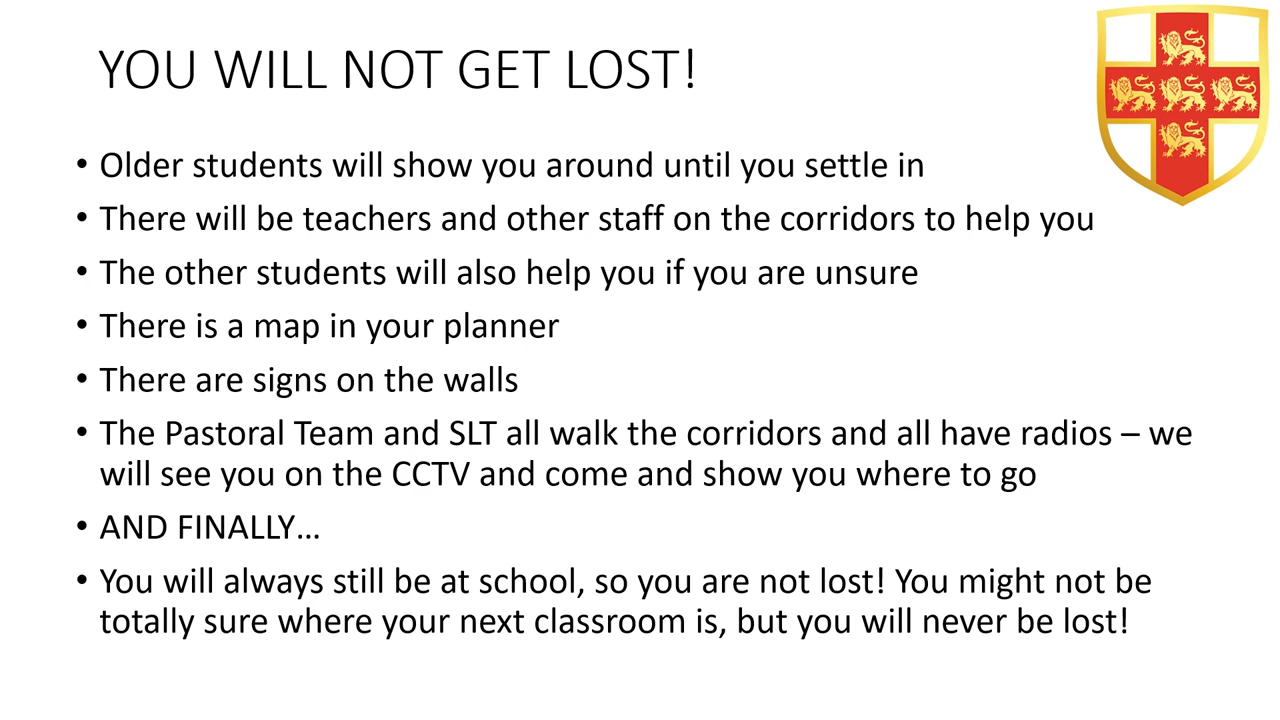 YOU WILL NOT GET LOST!
• Older students will show you around until you settle in
• There will be teachers and other staff on the corridors to help you
• The other students will also help you if you are unsure
• There is a map in your planner
• There are signs on the walls
• The Pastoral Team and SLT all walk the corridors and all have radios – we
will see you on the CCTV and come and show you where to go
• AND FINALLY…
• You will always still be at school, so you are not lost! You might not be
totally sure where your next classroom is, but you will never be lost!